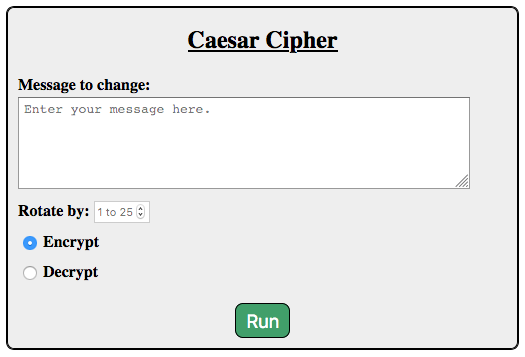 Caesar Cipher
Message to change:
Enter your message here.
Rotate by: 1 to 25
Encrypt
Decrypt
Run